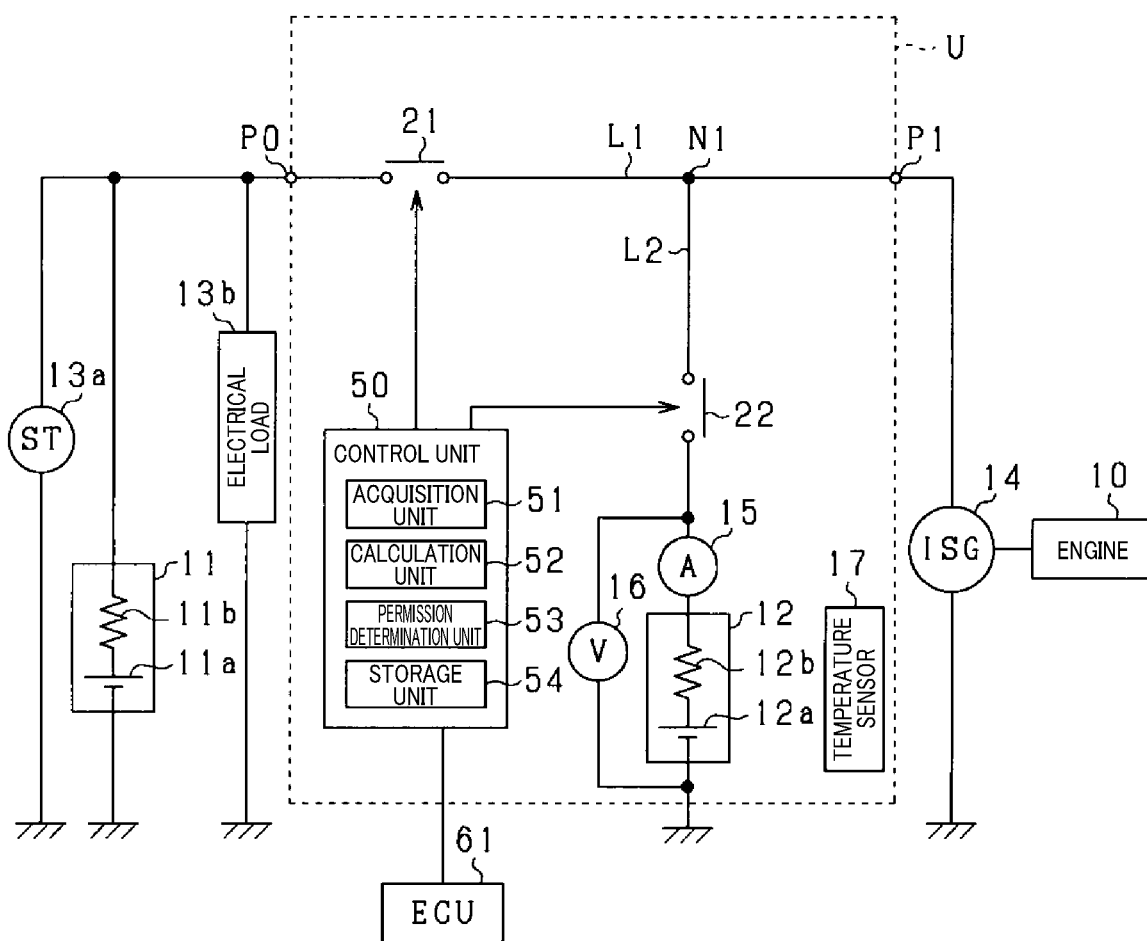 U
P0
21
L1
N1
P1
L2
13b
ELECTRICAL
LOAD
13a
ST
50
CONTROL UNIT
ACQUISITION
UNIT
51
CALCULATION
UNIT
52
PERMISSION
DETERMINATION UNIT
53
STORAGE
UNIT
54
22
15
A
16
V
12
12b
12a
17
TEMPERATURE
SENSOR
14
ISG
10
ENGINE
11
11b
11a
61
ECU